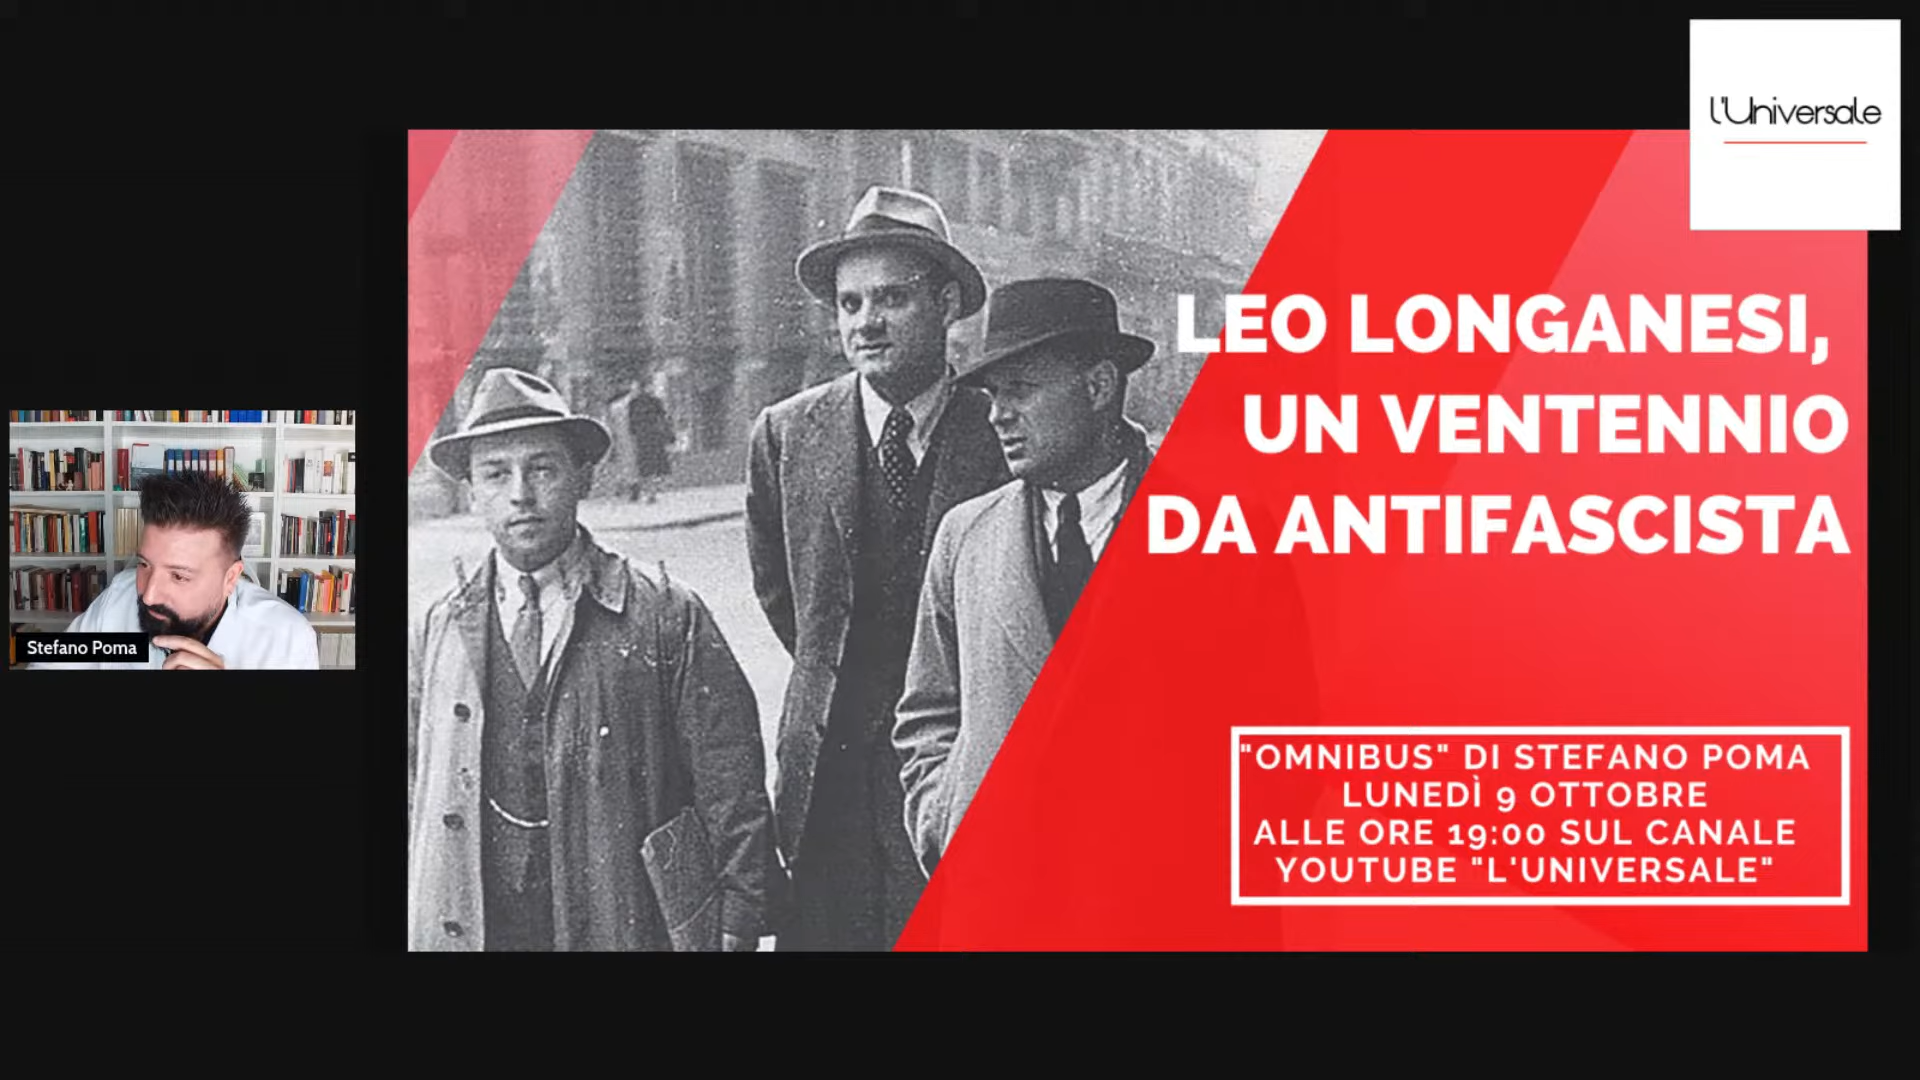 l'Universale
LEO LONGANESI,
UN VENTENNIO
DA ANTIFASCISTA
Stefano Poma
"OMNIBUS" DI STEFANO POMA
LUNEDÌ 9 OTTOBRE
ALLE ORE 19:00 SUL CANALE
YOUTUBE "L'UNIVERSALE"